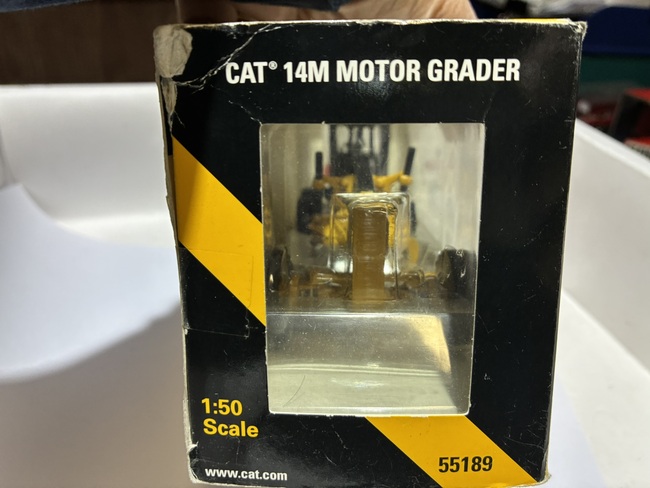 CAT® 14M MOTOR GRADER
1:50
Scale
www.cat.com
55189